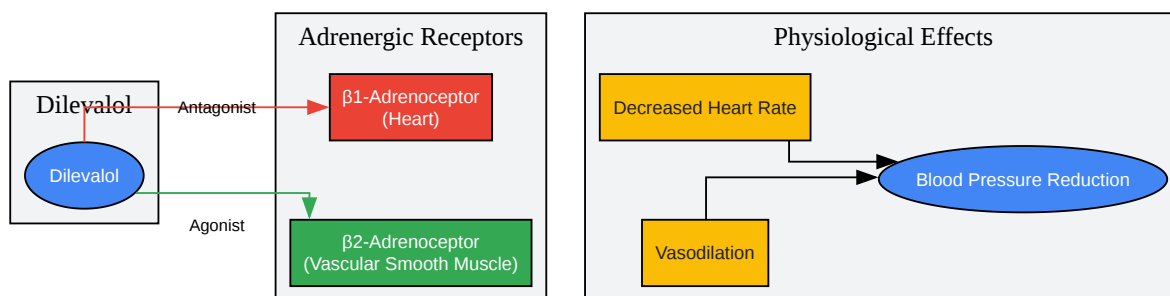 Dilevalol
Dilevalol
Antagonist
Agonist
Adrenergic Receptors
β1-Adrenoceptor
(Heart)
β2-Adrenoceptor
(Vascular Smooth Muscle)
Physiological Effects
Decreased Heart Rate
Blood Pressure Reduction
Vasodilation